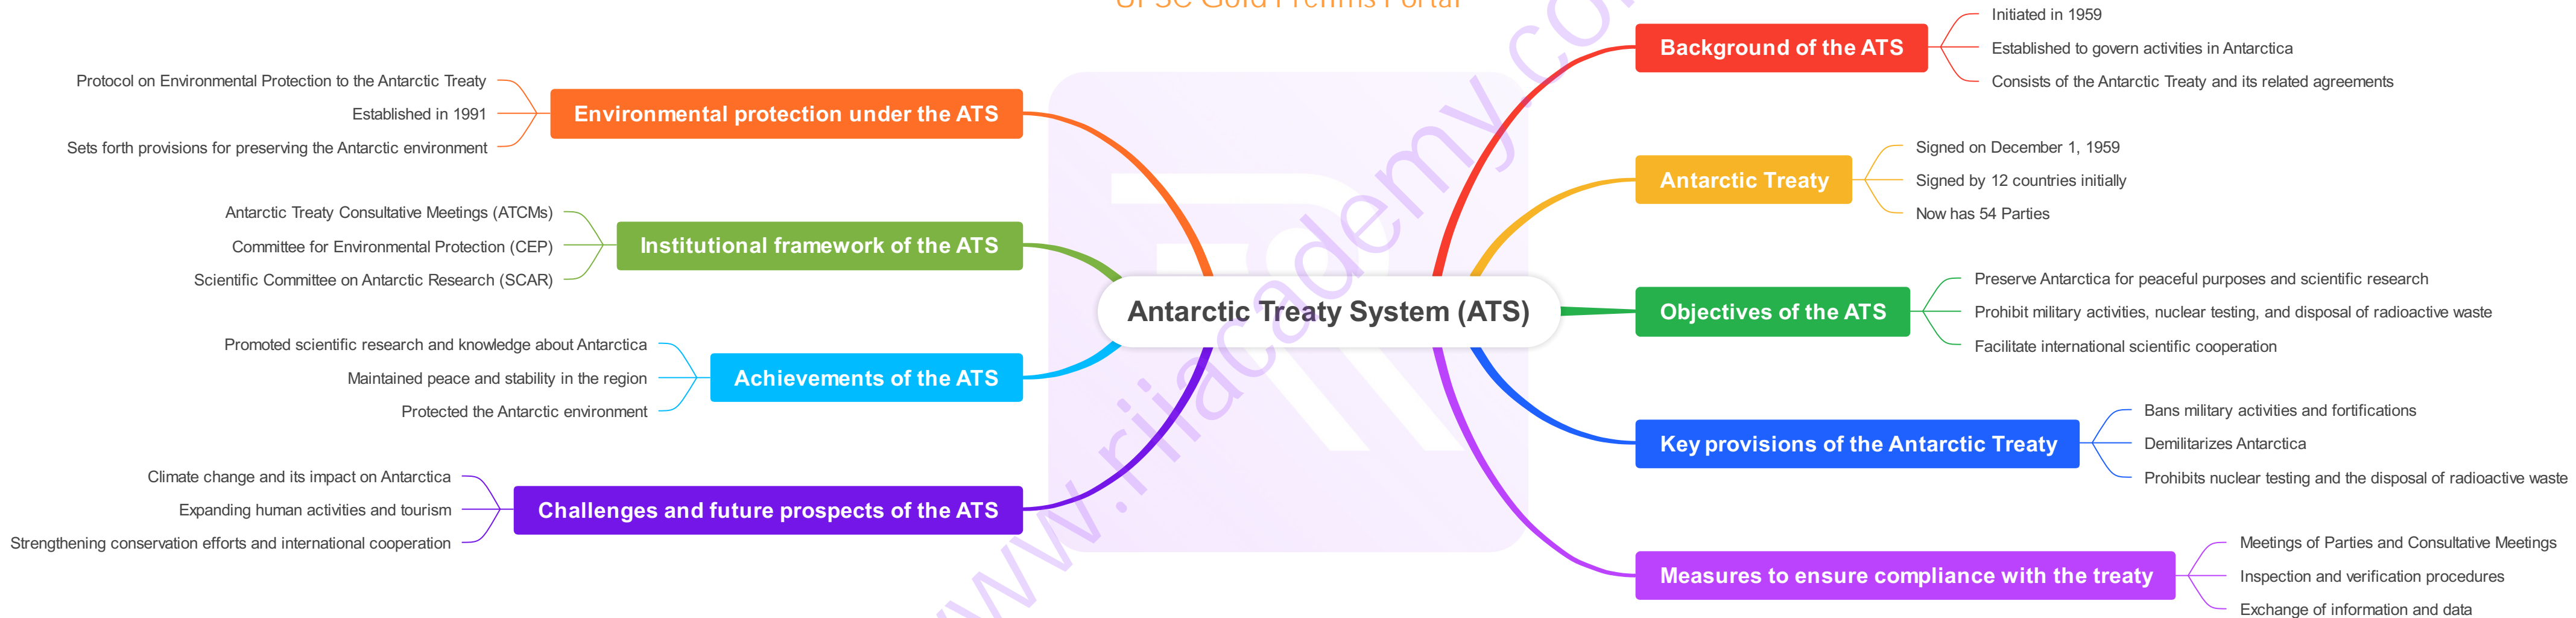 UPSC Gold Prelims Portal
Antarctic Treaty System (ATS)
Background of the ATS
Initiated in 1959
Established to govern activities in Antarctica
Consists of the Antarctic Treaty and its related agreements
Antarctic Treaty
Signed on December 1, 1959
Signed by 12 countries initially
Now has 54 Parties
Objectives of the ATS
Preserve Antarctica for peaceful purposes and scientific research
Prohibit military activities, nuclear testing, and disposal of radioactive waste
Facilitate international scientific cooperation
Key provisions of the Antarctic Treaty
Bans military activities and fortifications
Demilitarizes Antarctica
Prohibits nuclear testing and the disposal of radioactive waste
Measures to ensure compliance with the treaty
Meetings of Parties and Consultative Meetings
Inspection and verification procedures
Exchange of information and data
Environmental protection under the ATS
Protocol on Environmental Protection to the Antarctic Treaty
Established in 1991
Sets forth provisions for preserving the Antarctic environment
Institutional framework of the ATS
Antarctic Treaty Consultative Meetings (ATCMs)
Committee for Environmental Protection (CEP)
Scientific Committee on Antarctic Research (SCAR)
Achievements of the ATS
Promoted scientific research and knowledge about Antarctica
Maintained peace and stability in the region
Protected the Antarctic environment
Challenges and future prospects of the ATS
Climate change and its impact on Antarctica
Expanding human activities and tourism
Strengthening conservation efforts and international cooperation